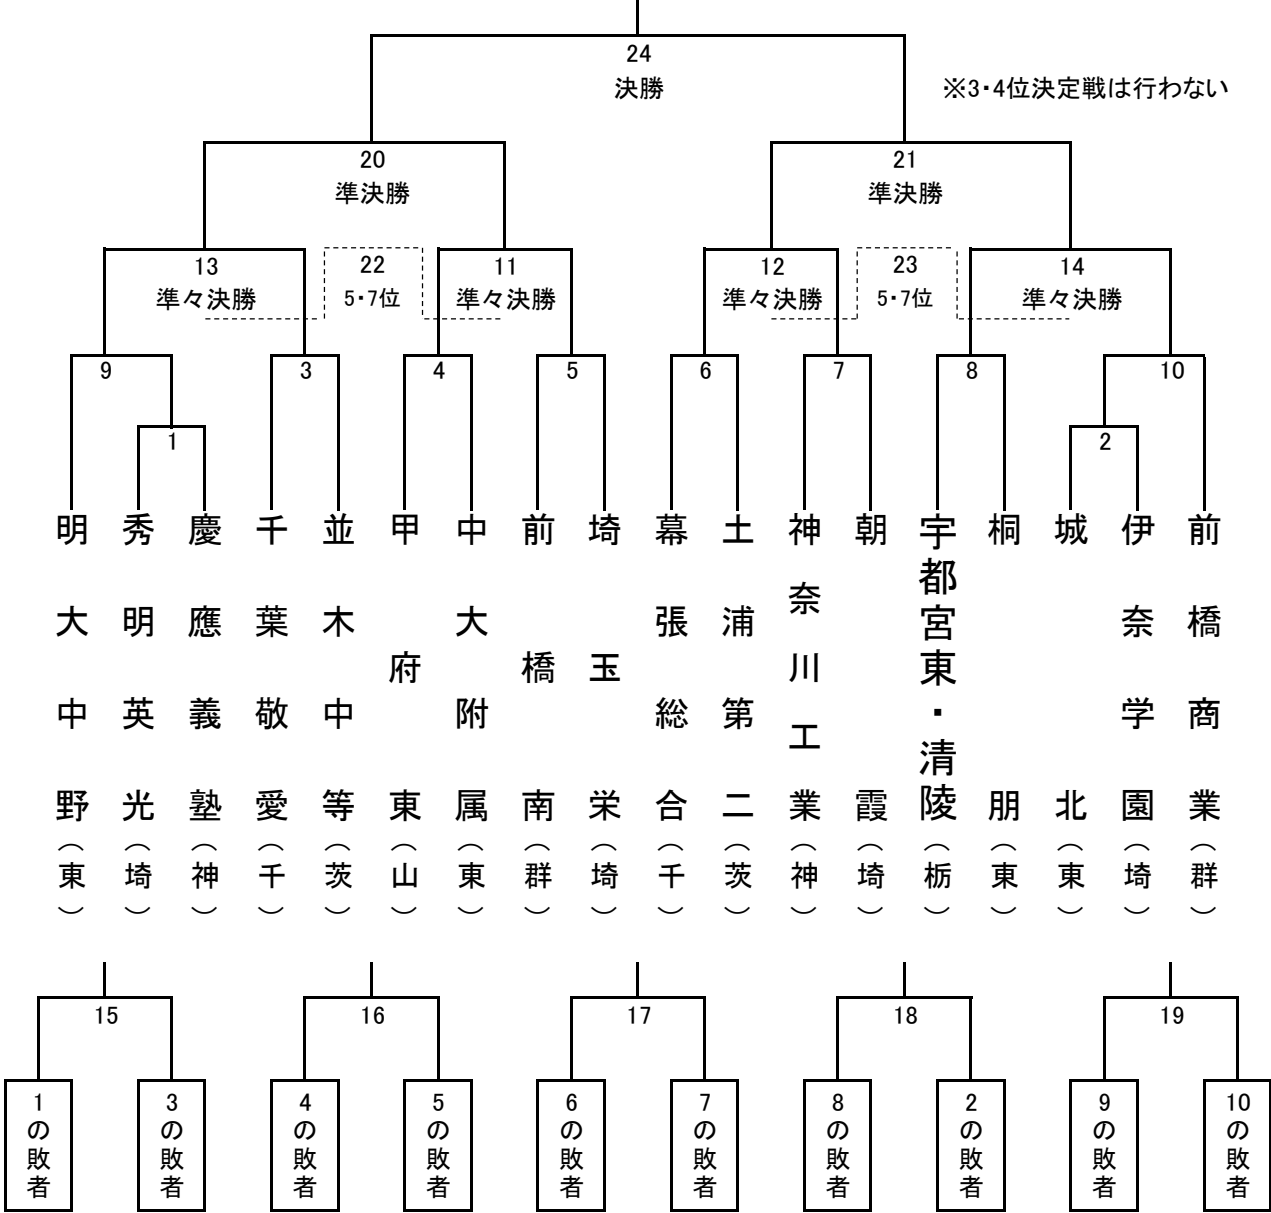 24
決勝
※3・4位決定戦は行わない
20
準決勝
21
準決勝
13
準々決勝
22
5・7位
11
準々決勝
12
準々決勝
23
5・7位
14
準々決勝
9
3
4
5
6
7
8
10
1
2
明大中野(東)
秀明英光(埼)
慶應義塾(神)
千葉敬愛(千)
並木中等(茨)
甲府東(山)
中大附属(東)
前橋南(群)
埼玉栄(埼)
幕張総合(千)
土浦第二(茨)
神奈川工業(神)
朝霞(埼)
宇都宮東・清陵(栃)
桐朋(東)
城北(東)
伊奈学園(埼)
前橋商業(群)
15
16
17
18
19
1の敗者
3の敗者
4の敗者
5の敗者
6の敗者
7の敗者
8の敗者
2の敗者
9の敗者
10の敗者